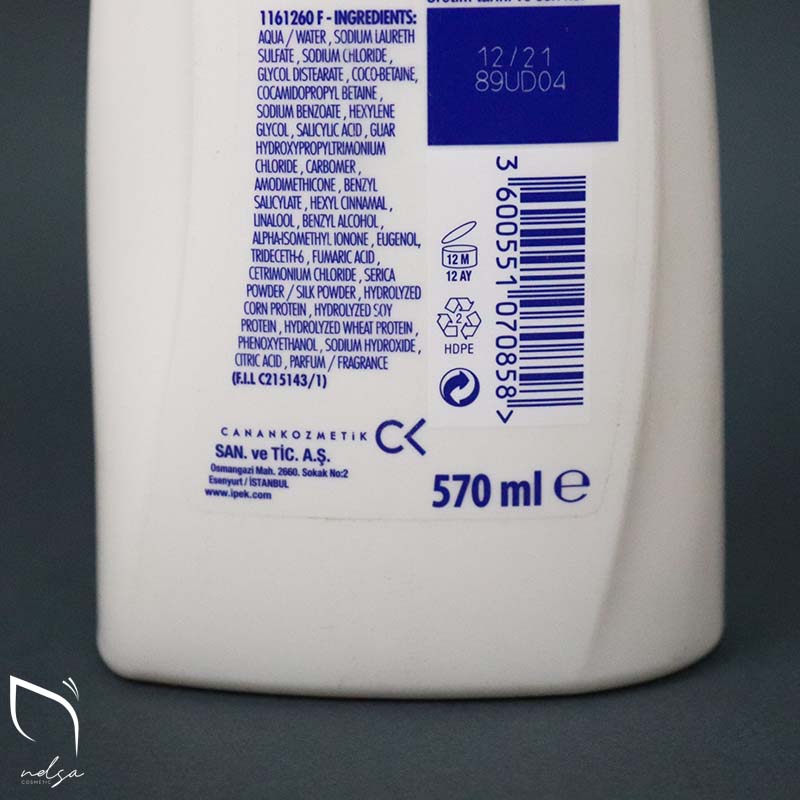 1161260 F - INGREDIENTS:
AQUA / WATER , SODIUM LAURETH
SULFATE , SODIUM CHLORIDE ,
GLYCOL DISTEARATE , COCO-BETAINE,
COCAMIDOPROPYL BETAINE ,
SODIUM BENZOATE , HEXYLENE
GLYCOL , SALICYLIC ACID , GUAR
HYDROXYPROPYLTRIMONIUM
CHLORIDE , CARBOMER ,
AMODIMETHICONE , BENZYL
SALICYLATE , HEXYL CINNAMAL ,
LINALOOL , BENZYL ALCOHOL ,
ALPHA-ISOMETHYL IONONE , EUGENOL,
TRIDECETH-6 , FUMARIC ACID ,
CETRIMONIUM CHLORIDE , SERICA
POWDER / SILK POWDER , HYDROLYZED
CORN PROTEIN , HYDROLYZED SOY
PROTEIN , HYDROLYZED WHEAT PROTEIN ,
PHENOXYETHANOL , SODIUM HYDROXIDE ,
CITRIC ACID , PARFUM / FRAGRANCE
(F.I.L C215143/1)
12/21
89UD04
3 600551 070858 >
12 M
12 AY
2
HDPE
CANANKOZMETiK CK
SAN. ve TİC. A.Ş.
Osmangazi Mah. 2660. Sokak No:2
Esenyurt / İSTANBUL
www.ipek.com
570 ml e
nelsa
COSMETIC